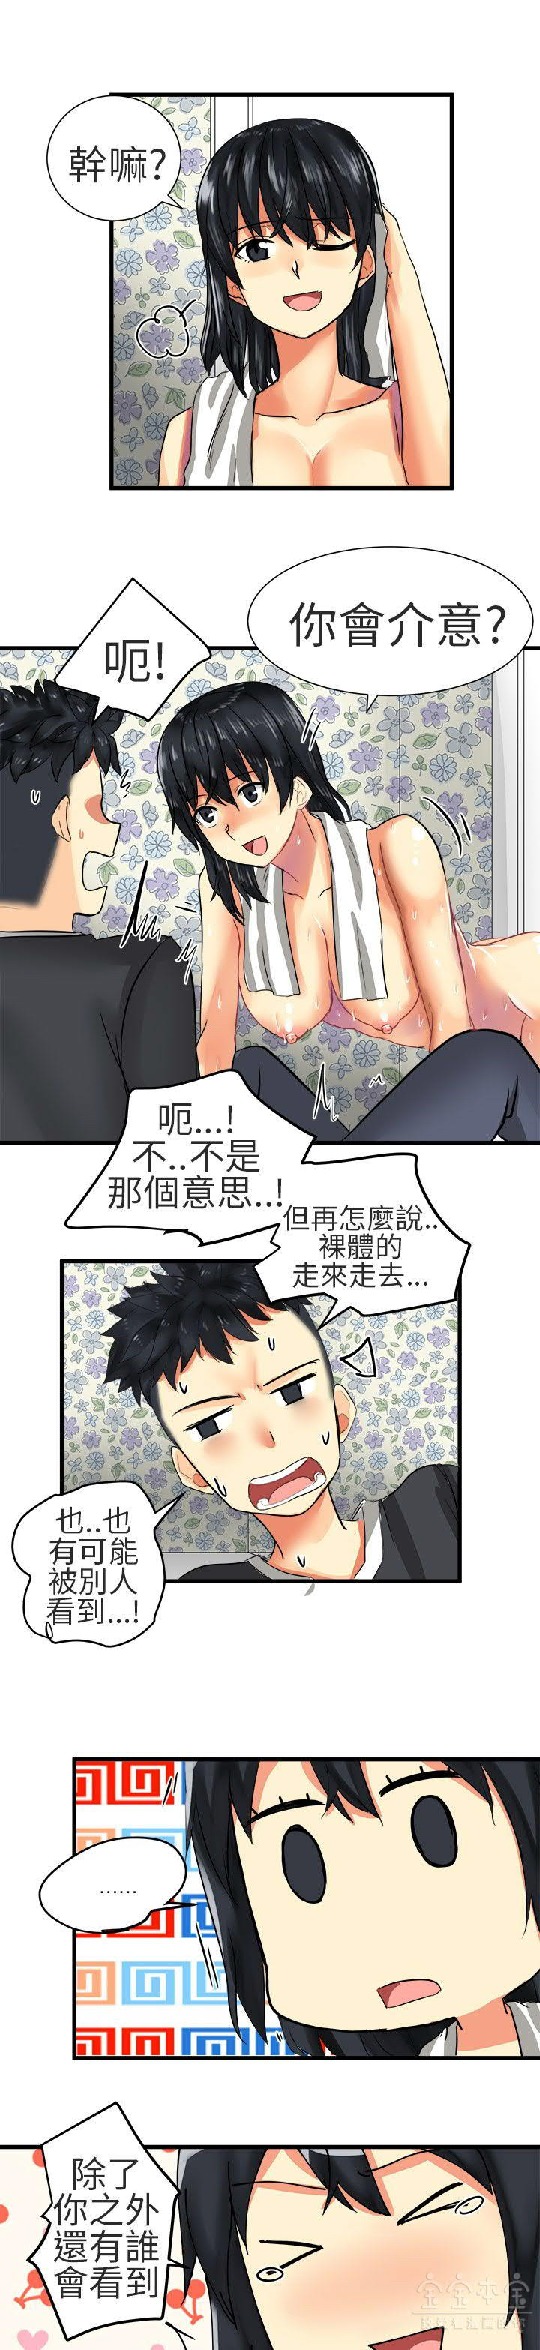 幹嘛?
你會介意?
呃!
呃...!
不..不是
那個意思..!
但再怎麼說..
裸體的
走來走去...
也..也
有可能
被別人
看到...!
......
除了
你之外
還有誰
會看到